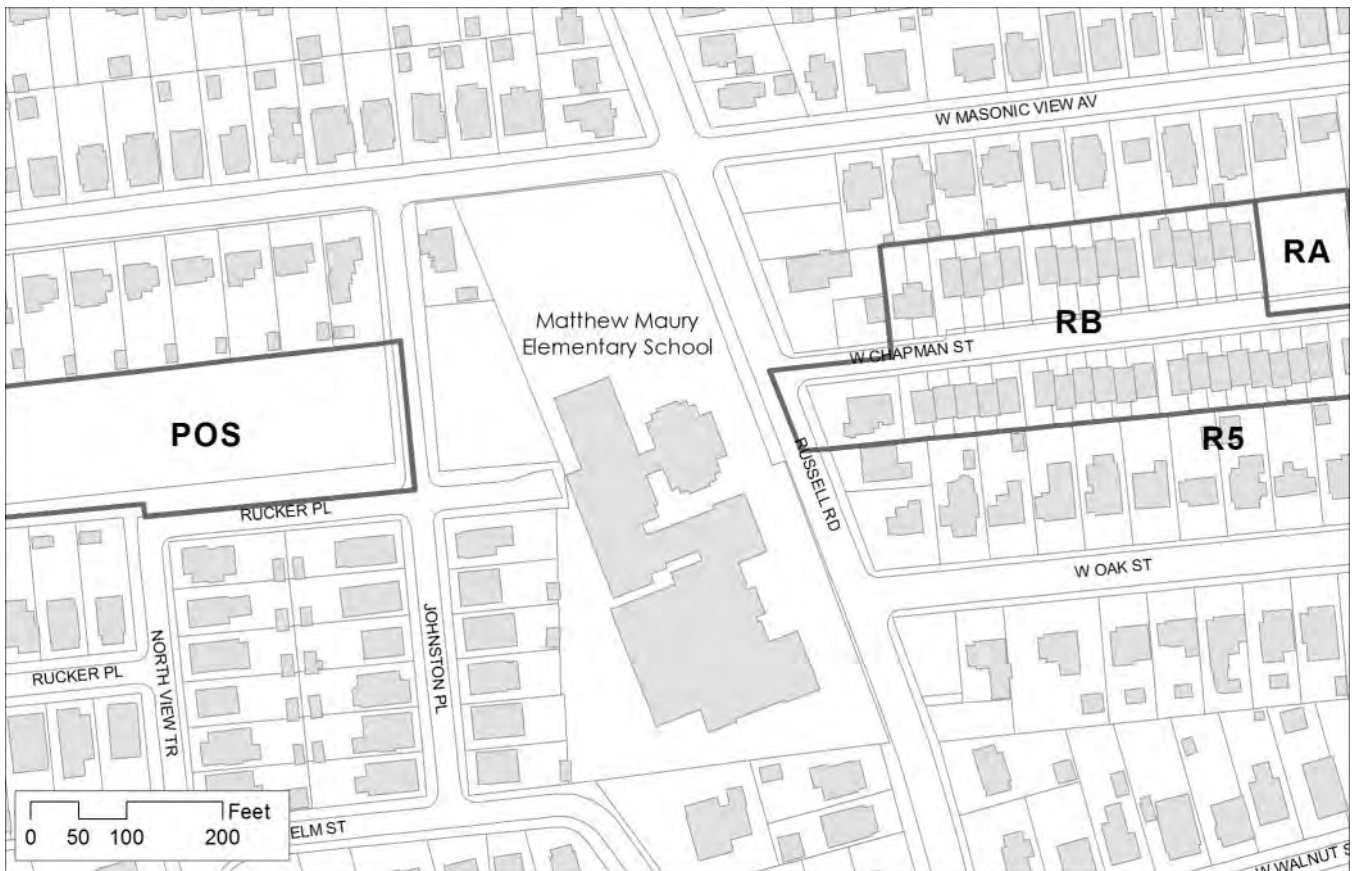 W MASONIC VIEW AV
RA
Matthew Maury
Elementary School
RB
W CHAPMAN ST
POS
R5
RUSSELL RD
RUCKER PL
W OAK ST
JOHNSTON PL
NORTH VIEW TR
RUCKER PL
Feet
0 50 100 200
ELM ST
W WALNUT S